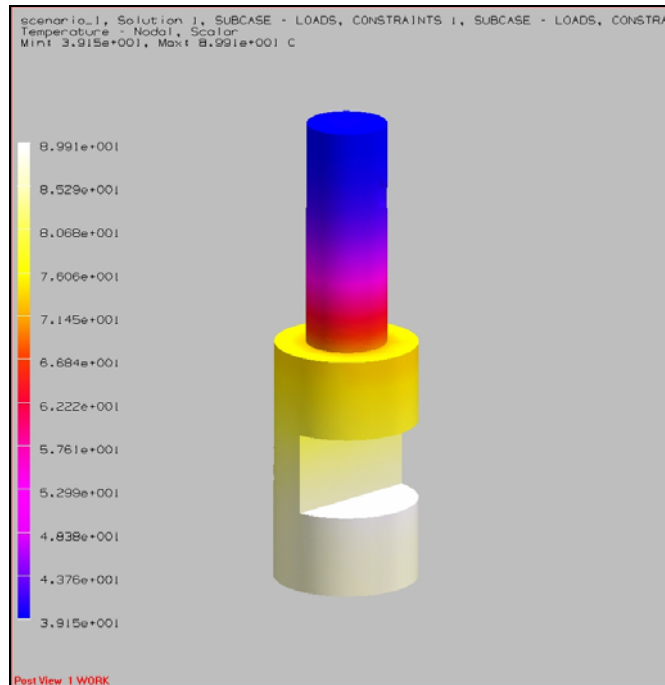 scenario_1, Solution 1, SUBCASE - LOADS, CONSTRAINTS 1, SUBCASE - LOADS, CONSTRA
Temperature - Nodal, Scalar
Min: 3.915e+001, Max: 8.991e+001 C
8.991e+001
8.529e+001
8.068e+001
7.606e+001
7.145e+001
6.684e+001
6.222e+001
5.761e+001
5.299e+001
4.838e+001
4.376e+001
3.915e+001
Post View 1 WORK